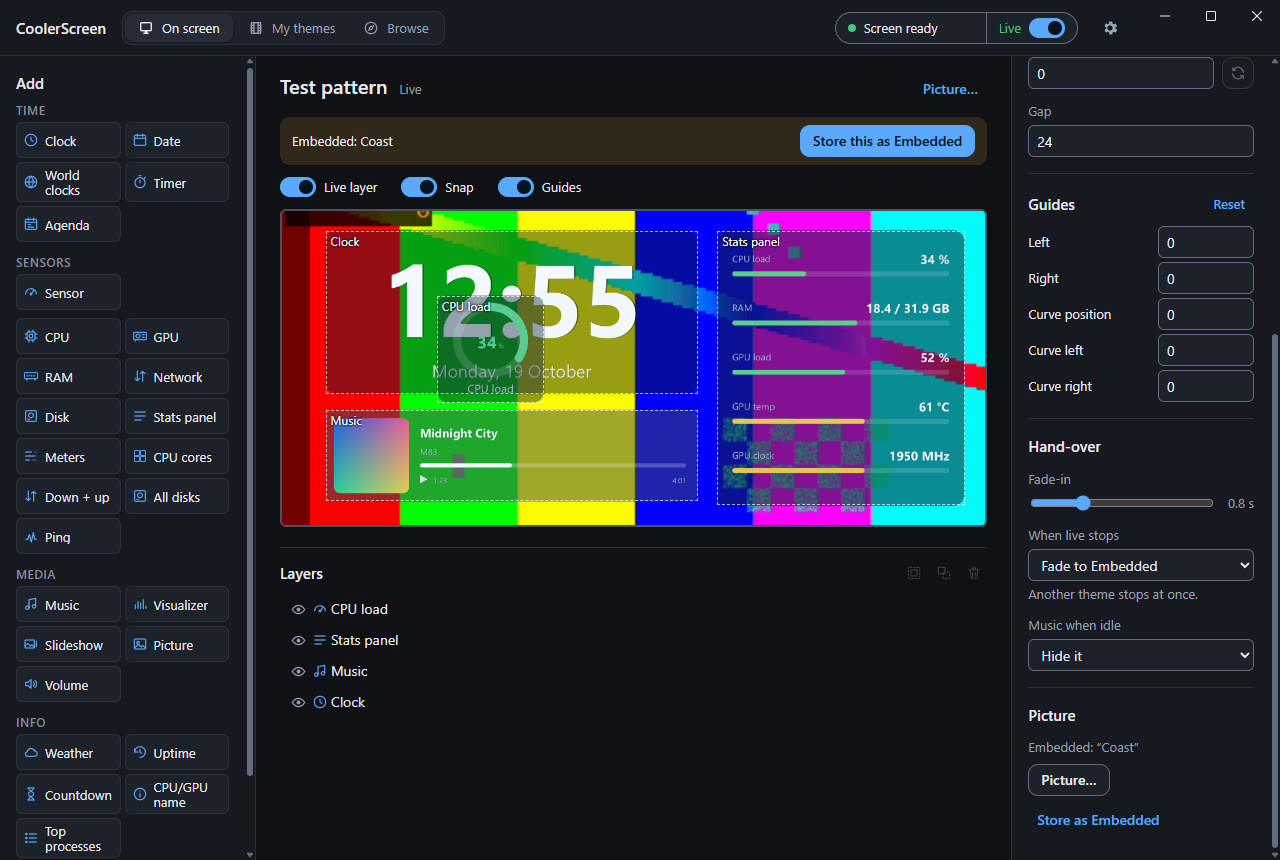 CoolerScreen
On screen
My themes
Browse
Screen ready
Live
Add
TIME
Clock
Date
World clocks
Timer
Agenda
SENSORS
Sensor
CPU
GPU
RAM
Network
Disk
Stats panel
Meters
CPU cores
Down + up
All disks
Ping
MEDIA
Music
Visualizer
Slideshow
Picture
Volume
INFO
Weather
Uptime
Countdown
CPU/GPU name
Top processes
Test pattern
Live
Picture...
Embedded: Coast
Store this as Embedded
Live layer
Snap
Guides
Clock
12:55
Monday, 19 October
CPU load
34 %
CPU load
Music
Midnight City
M83
1:23
4:01
Stats panel
CPU load
34 %
RAM
18.4 / 31.9 GB
GPU load
52 %
GPU temp
61 °C
GPU clock
1950 MHz
Layers
CPU load
Stats panel
Music
Clock
0
Gap
24
Guides
Reset
Left
0
Right
0
Curve position
0
Curve left
0
Curve right
0
Hand-over
Fade-in
0.8 s
When live stops
Fade to Embedded
Another theme stops at once.
Music when idle
Hide it
Picture
Embedded: “Coast”
Picture...
Store as Embedded